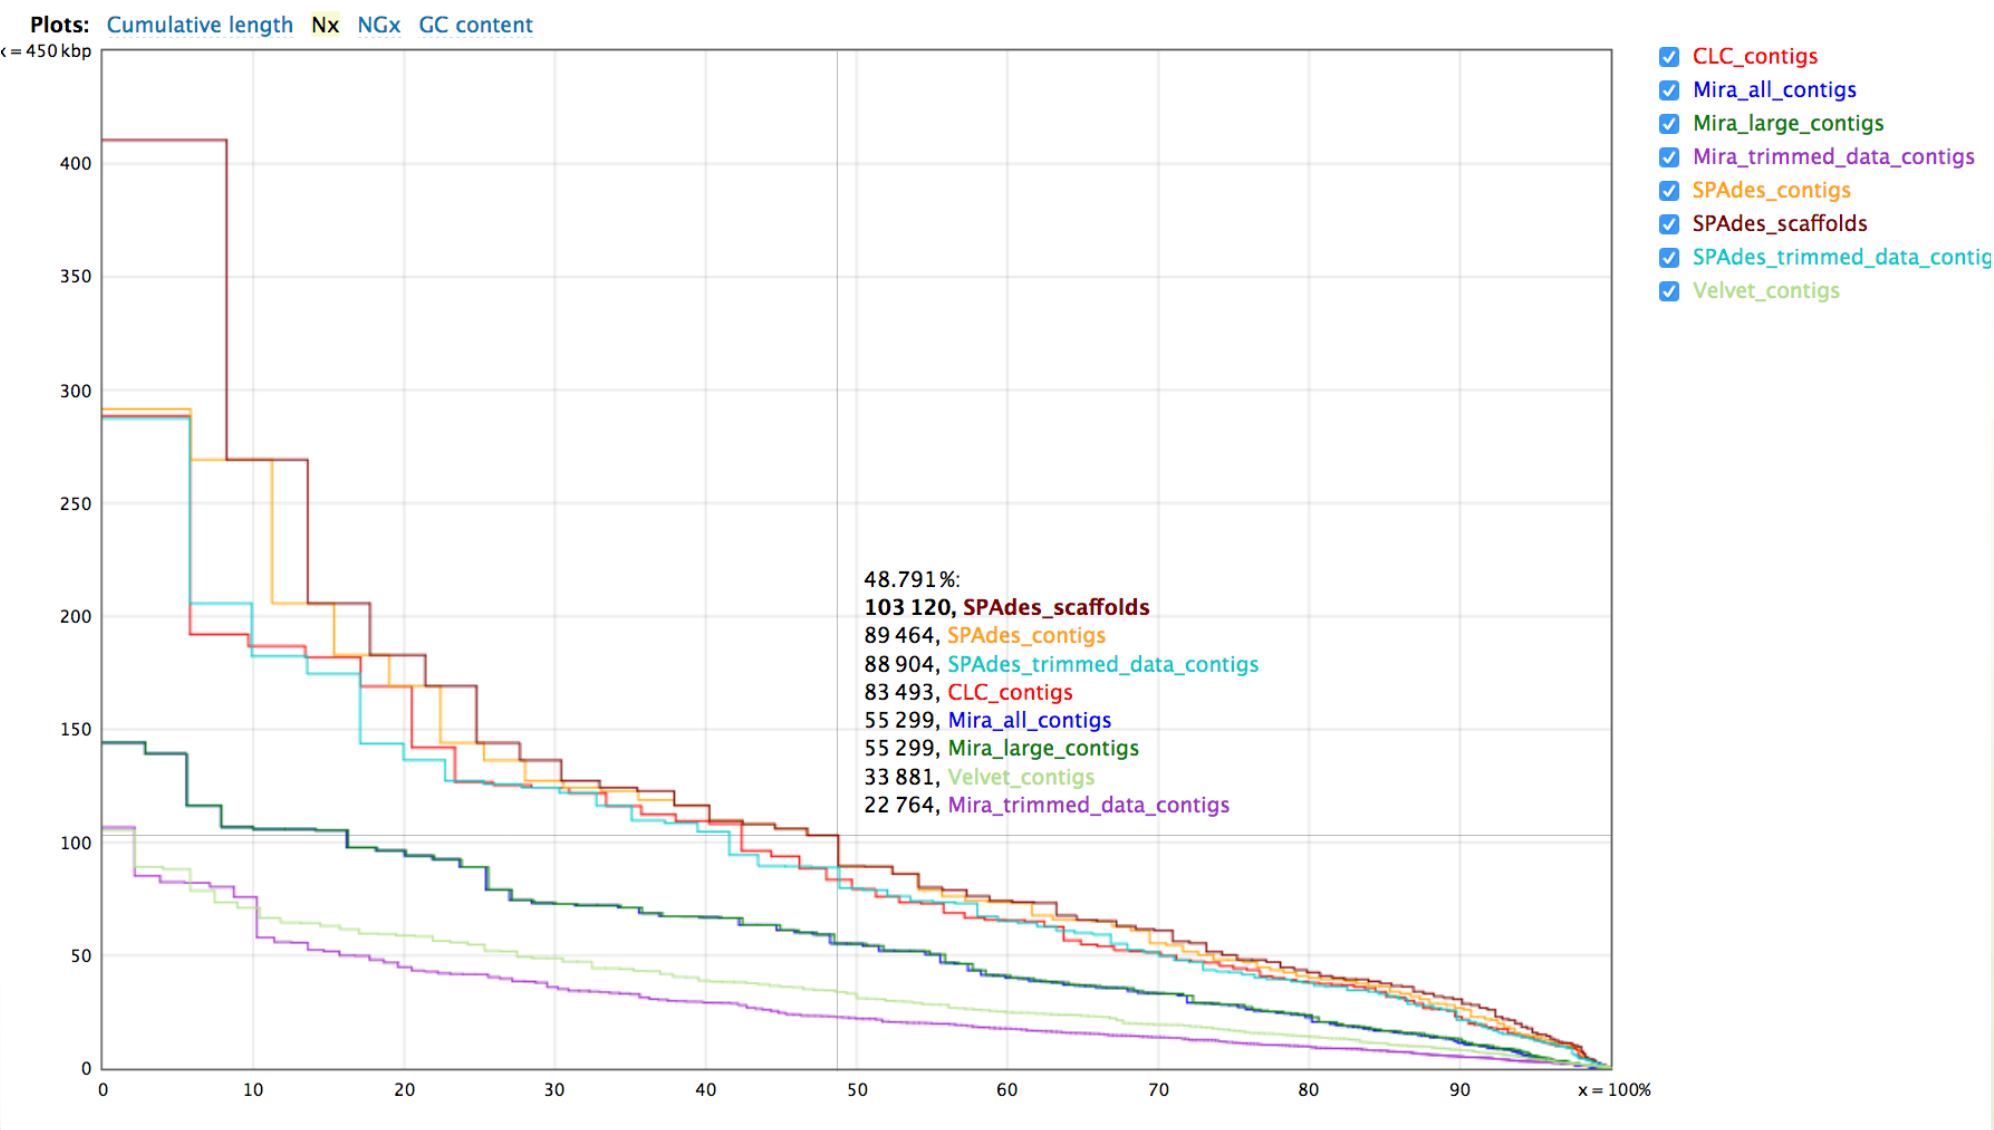 Plots: Cumulative length Nx NGx GC content
x = 450 kbp
400
350
300
250
200
150
100
50
0
0 10 20 30 40 50 60 70 80 90 x = 100%
48.791%:
103 120, SPAdes_scaffolds
89 464, SPAdes_contigs
88 904, SPAdes_trimmed_data_contigs
83 493, CLC_contigs
55 299, Mira_all_contigs
55 299, Mira_large_contigs
33 881, Velvet_contigs
22 764, Mira_trimmed_data_contigs
CLC_contigs
Mira_all_contigs
Mira_large_contigs
Mira_trimmed_data_contigs
SPAdes_contigs
SPAdes_scaffolds
SPAdes_trimmed_data_contig
Velvet_contigs